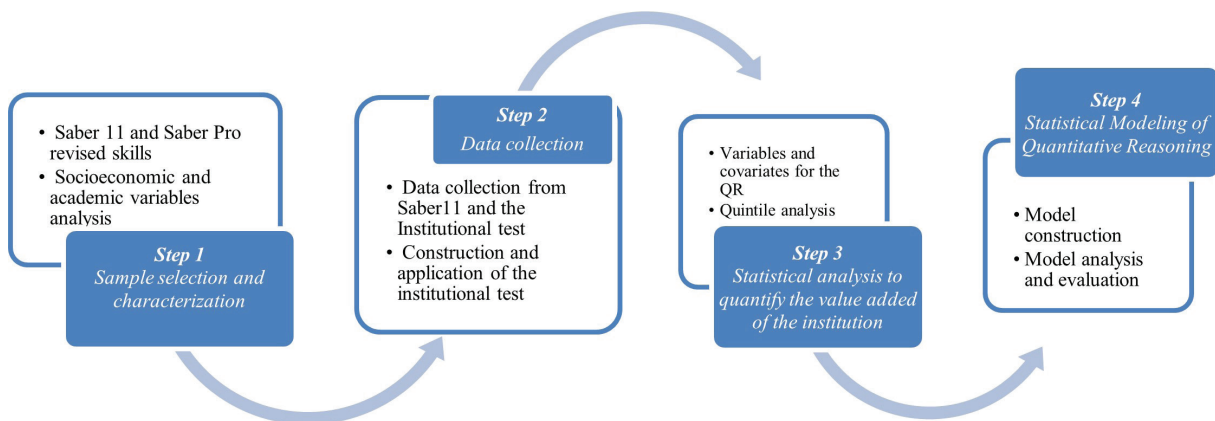 • Saber 11 and Saber Pro
revised skills
• Socioeconomic and
academic variables
analysis
Step 1
Sample selection and
characterization
Step 2
Data collection
• Data collection from
Saber11 and the
Institutional test
• Construction and
application of the
institutional test
• Variables and
covariates for the
QR
• Quintile analysis
Step 3
Statistical analysis to
quantify the value added
of the institution
Step 4
Statistical Modeling of
Quantitative Reasoning
• Model
construction
• Model analysis
and evaluation